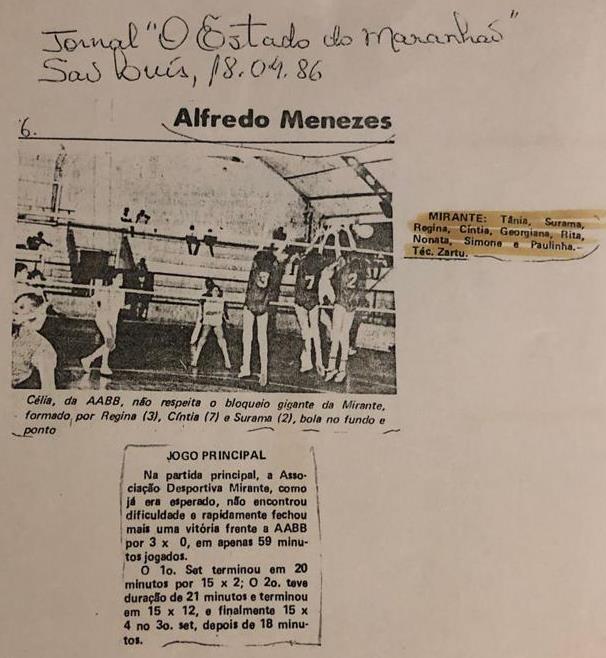 Jornal "O Estado do Maranhão"
São Luís, 18.04.86
6.
Alfredo Menezes
3
7
2
MIRANTE: Tânia, Surama,
Regina, Cíntia, Georgiana, Rita,
Nonata, Simone e Paulinha.
Téc. Zartu.
Célia, da AABB, não respeita o bloqueio gigante da Mirante,
formado por Regina (3), Cíntia (7) e Surama (2), bola no fundo e
ponto
JOGO PRINCIPAL
Na partida principal, a Asso-
ciação Desportiva Mirante, como
já era esperado, não encontrou
dificuldade e rapidamente fechou
mais uma vitória frente a AABB
por 3 x 0, em apenas 59 minu-
tos jogados.
O 1o. Set terminou em 20
minutos por 15 x 2; O 2o. teve
duração de 21 minutos e terminou
em 15 x 12, e finalmente 15 x
4 no 3o. set, depois de 18 minu-
tos.